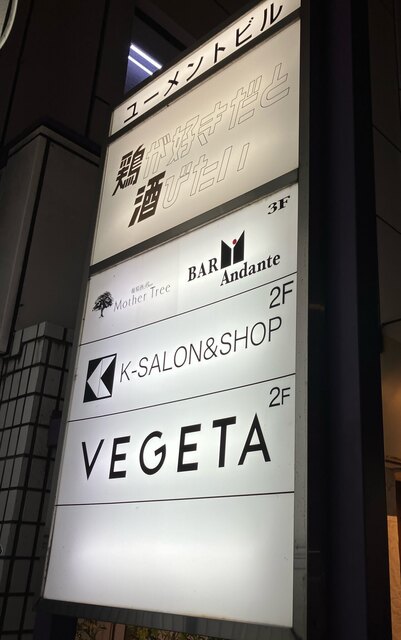 ユーメントビル
鶏が好きだと
酒びたい
3F
Mother Tree
BAR
Andante
2F
K-SALON&SHOP
2F
VEGETA